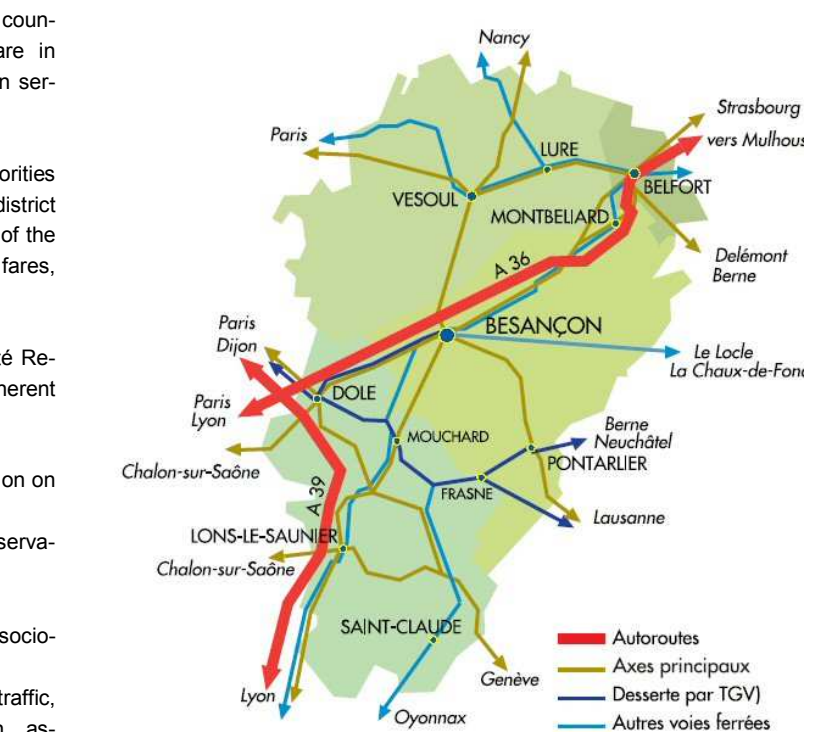 coun-
are in
n ser-
orities
district
of the
fares,
té Re-
nerent
on on
serva-
socio-
traffic,
as-
Nancy
Strasbourg
Paris
vers Mulhous
LURE
BELFORT
VESOUL
MONTBELIARD
A 36
Delémont
Berne
Paris
Dijon
BESANÇON
Le Locle
La Chaux-de-Fond
DOLE
Paris
Lyon
Berne
Neuchâtel
MOUCHARD
PONTARLIER
Chalon-sur-Saône
FRASNE
A 39
Lausanne
LONS-LE-SAUNIER
Chalon-sur-Saône
SAINT-CLAUDE
Autoroutes
Axes principaux
Genève
Lyon
Desserte par TGV)
Oyonnax
Autres voies ferrées